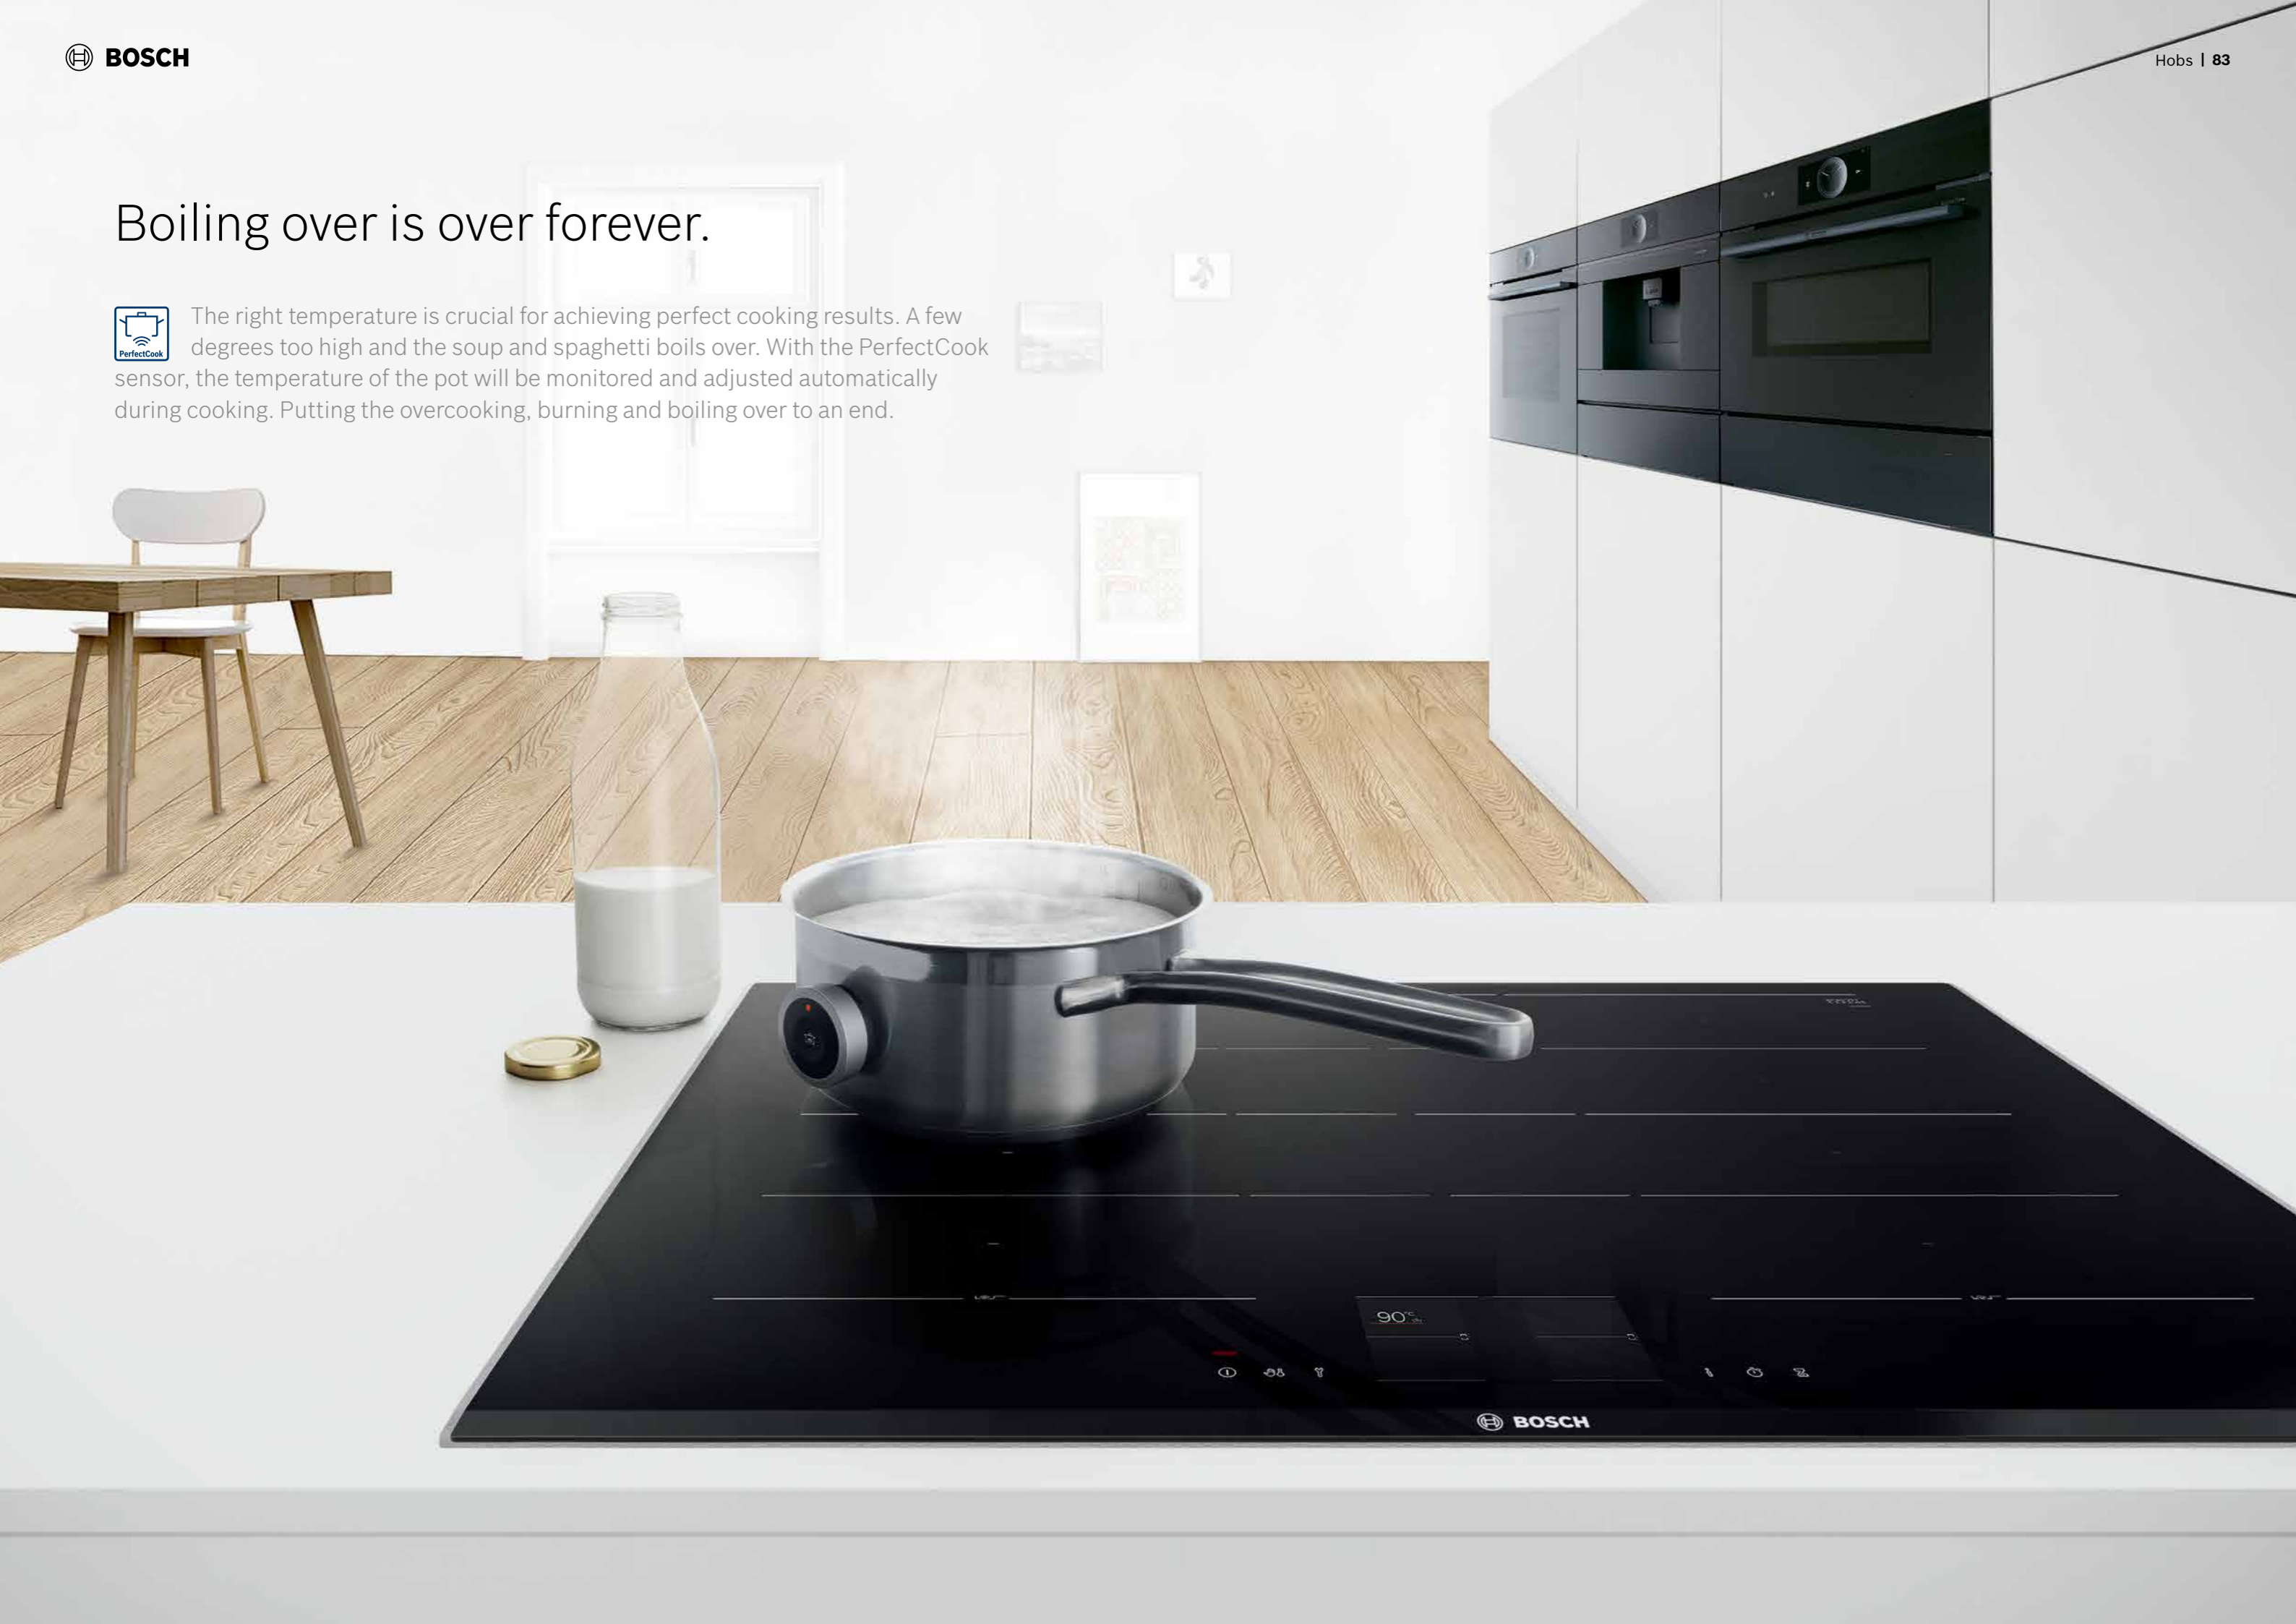 BOSCH
Hobs | 83
Boiling over is over forever.
The right temperature is crucial for achieving perfect cooking results. A few
degrees too high and the soup and spaghetti boils over. With the PerfectCook
PerfectCook
sensor, the temperature of the pot will be monitored and adjusted automatically
during cooking. Putting the overcooking, burning and boiling over to an end.
90°C
BOSCH